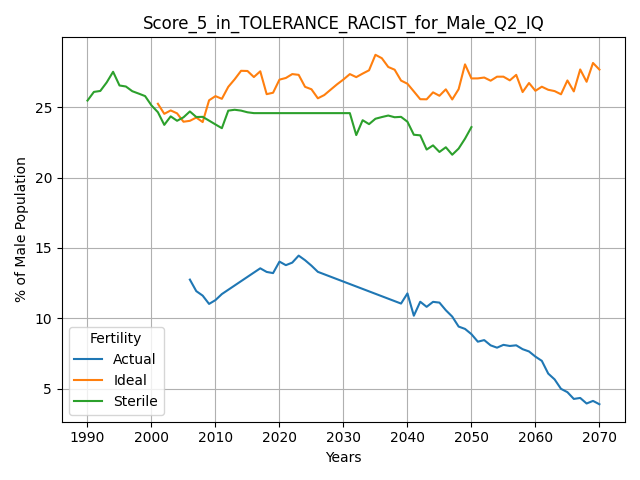 Score_5_in_TOLERANCE_RACIST_for_Male_Q2_IQ
% of Male Population
25
20
15
10
5
Fertility
Actual
Ideal
Sterile
1990 2000 2010 2020 2030 2040 2050 2060 2070
Years